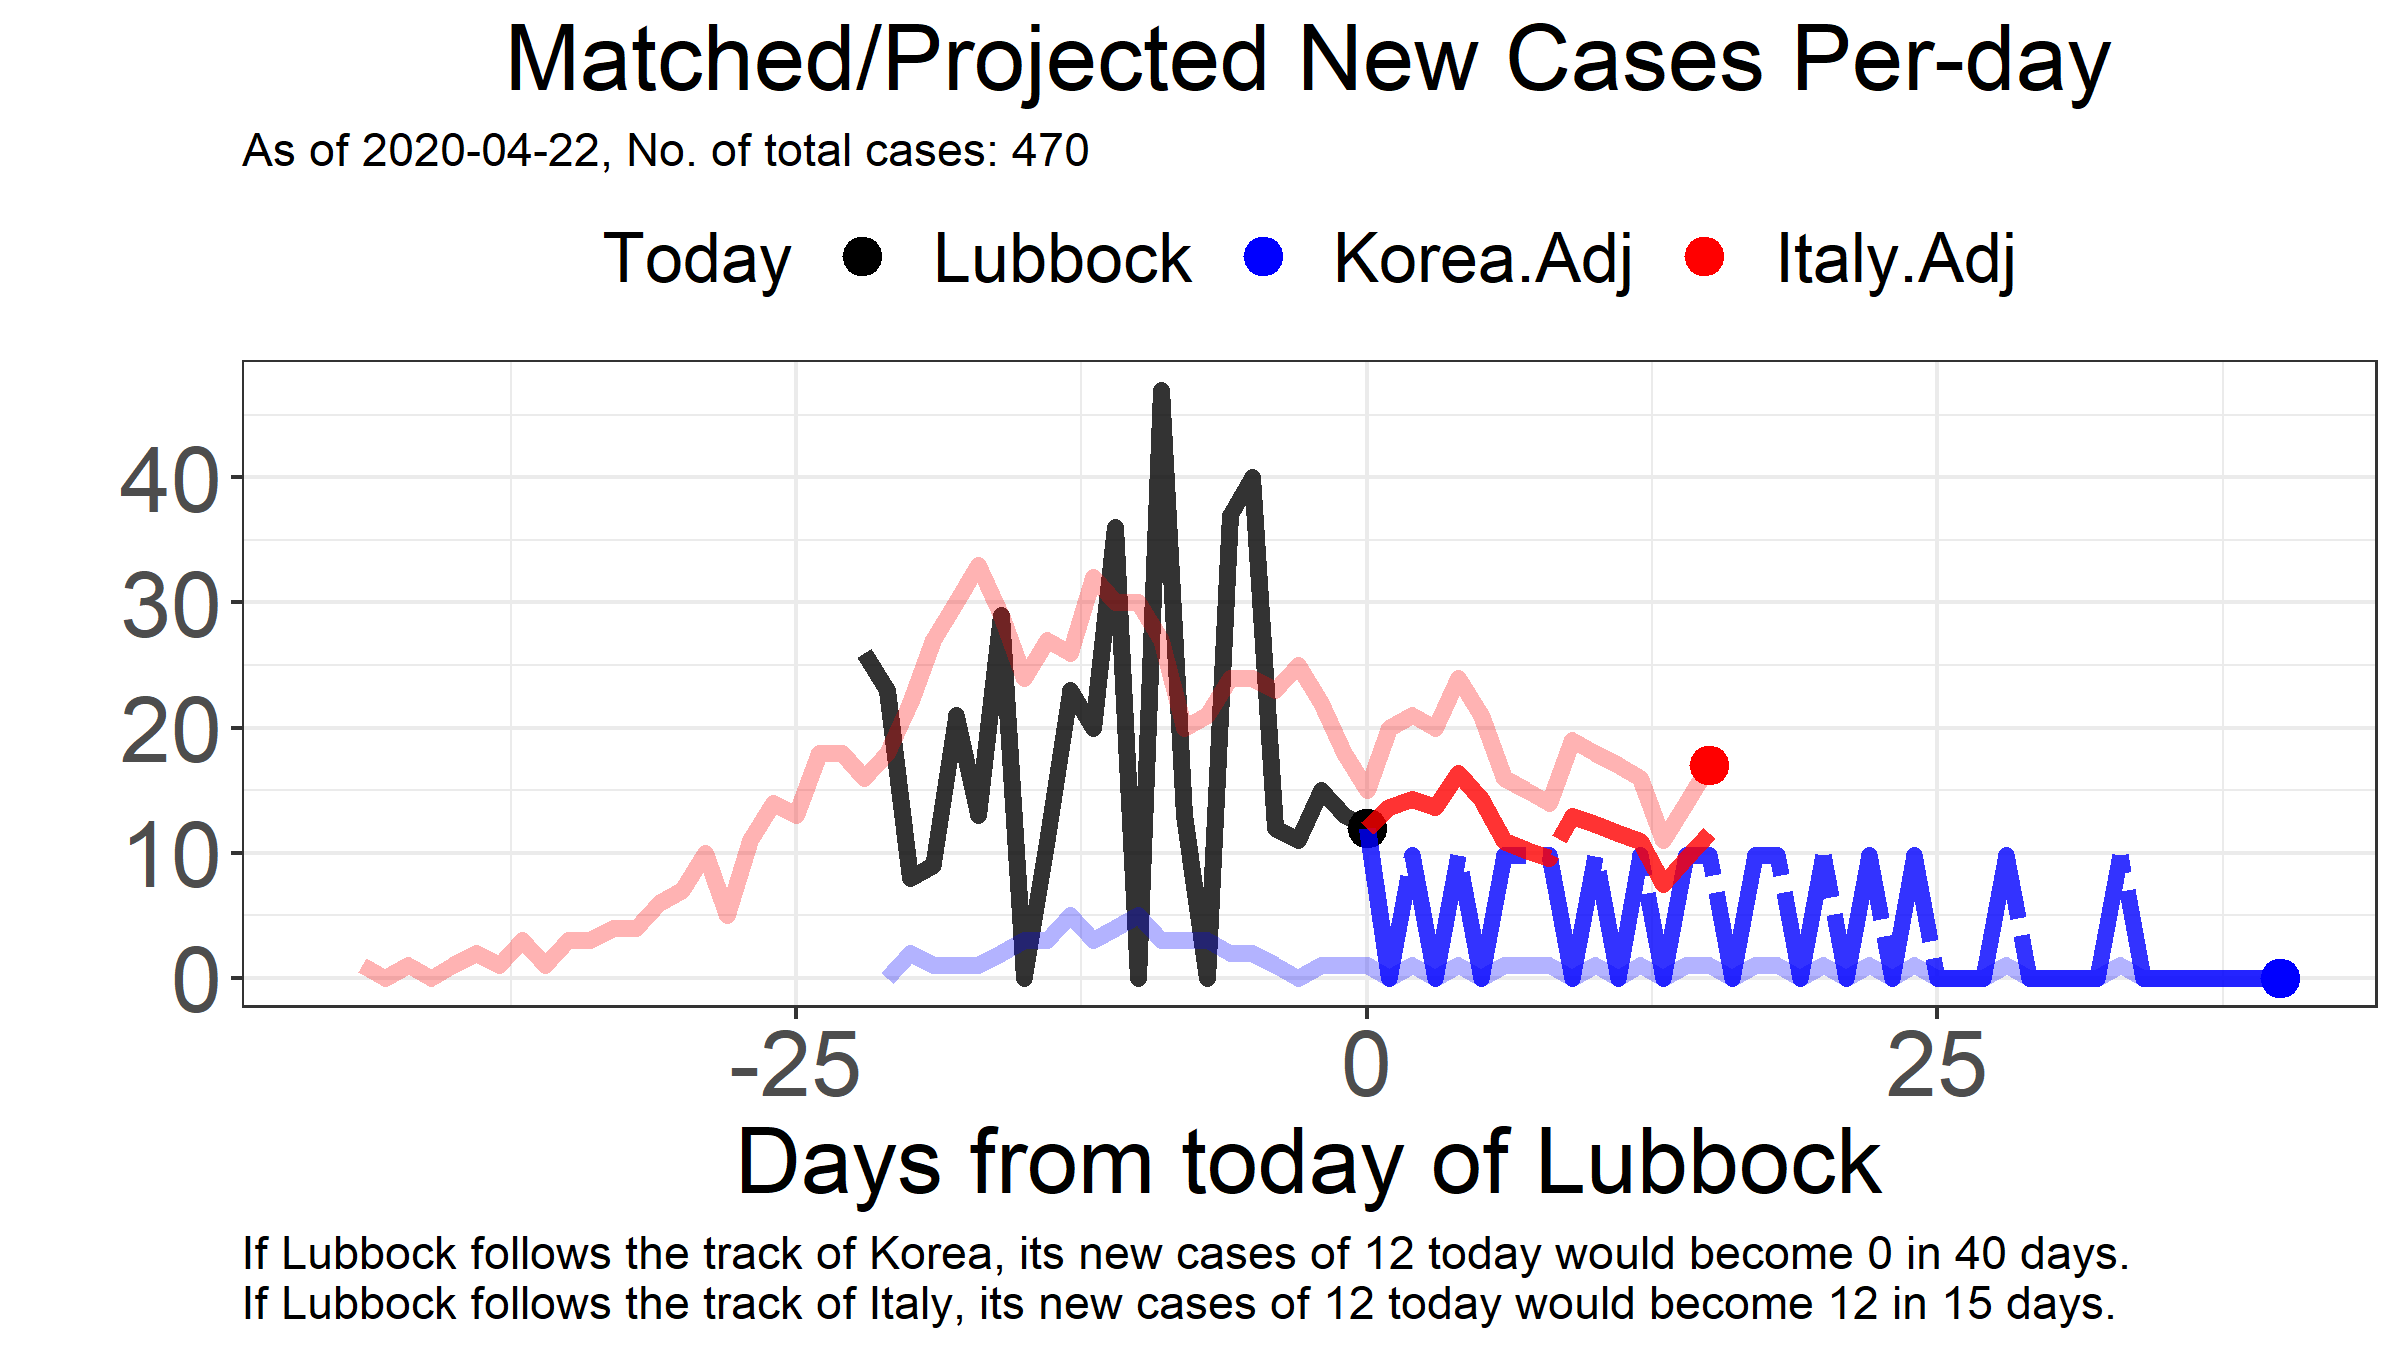 Matched/Projected New Cases Per-day
As of 2020-04-22, No. of total cases: 470
Today Lubbock Korea.Adj Italy.Adj
40
30
20
10
0
-25 0 25
Days from today of Lubbock
If Lubbock follows the track of Korea, its new cases of 12 today would become 0 in 40 days.
If Lubbock follows the track of Italy, its new cases of 12 today would become 12 in 15 days.